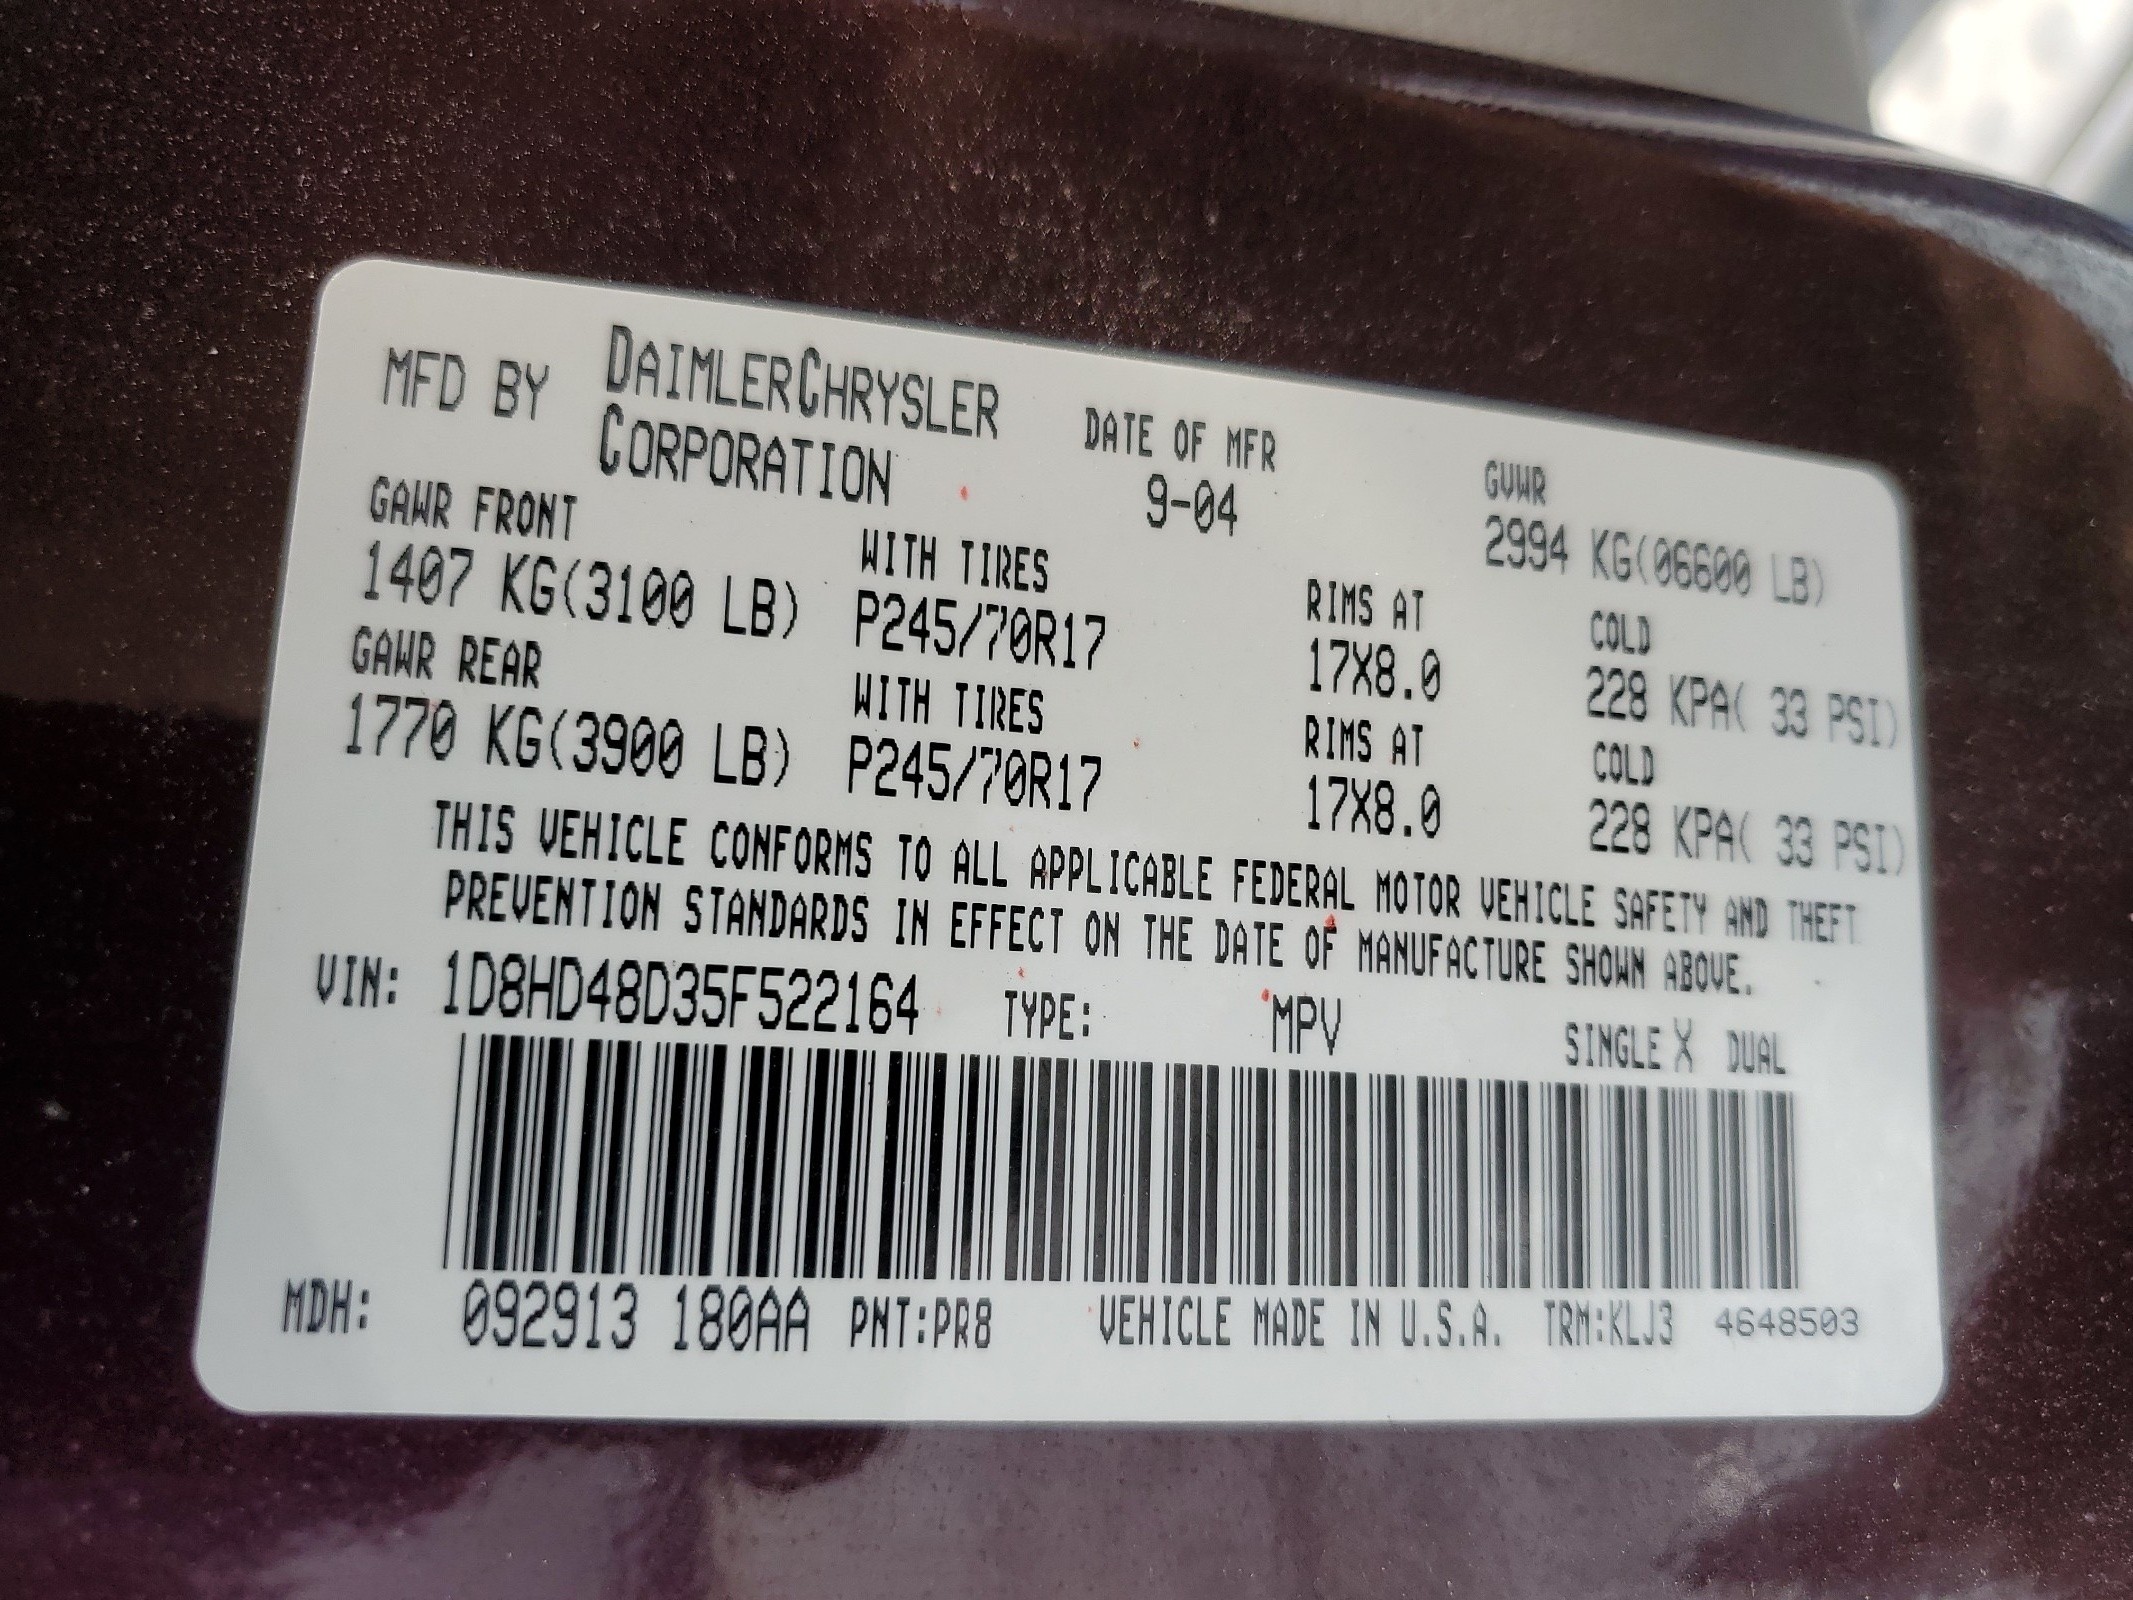 MFD BY DAIMLERCHRYSLER CORPORATION
DATE OF MFR 9-04
GVWR 2994 KG(06600 LB)
GAWR FRONT
1407 KG(3100 LB)
WITH TIRES
P245/70R17
RIMS AT
17X8.0
COLD
228 KPA( 33 PSI)
GAWR REAR
1770 KG(3900 LB)
WITH TIRES
P245/70R17
RIMS AT
17X8.0
COLD
228 KPA( 33 PSI)
THIS VEHICLE CONFORMS TO ALL APPLICABLE FEDERAL MOTOR VEHICLE SAFETY AND THEFT
PREVENTION STANDARDS IN EFFECT ON THE DATE OF MANUFACTURE SHOWN ABOVE.
VIN: 1D8HD48D35F522164 TYPE: MPV SINGLE X DUAL
MDH: 092913 180AA PNT:PR8 VEHICLE MADE IN U.S.A. TRM:KLJ3 4648503